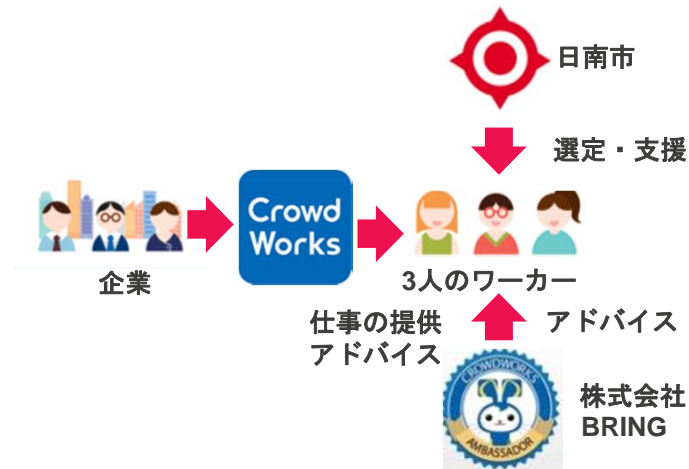 日南市
選定・支援
Crowd
Works
企業
3人のワーカー
仕事の提供
アドバイス
アドバイス
CROWDWORKS
AMBASSADOR
株式会社
BRING